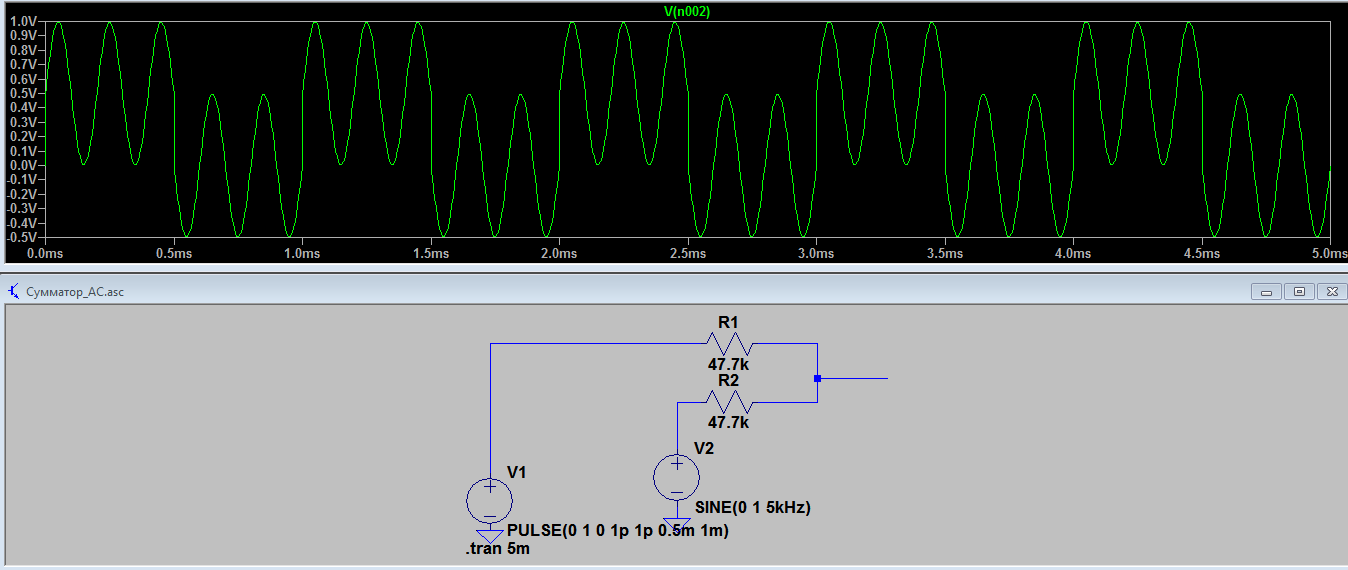 V(n002)
1.0V
0.9V
0.8V
0.7V
0.6V
0.5V
0.4V
0.3V
0.2V
0.1V
0.0V
-0.1V
-0.2V
-0.3V
-0.4V
-0.5V
0.0ms 0.5ms 1.0ms 1.5ms 2.0ms 2.5ms 3.0ms 3.5ms 4.0ms 4.5ms 5.0ms
Сумматор_AC.asc
R1
47.7k
R2
47.7k
V2
V1
SINE(0 1 5kHz)
PULSE(0 1 0 1p 1p 0.5m 1m)
.tran 5m